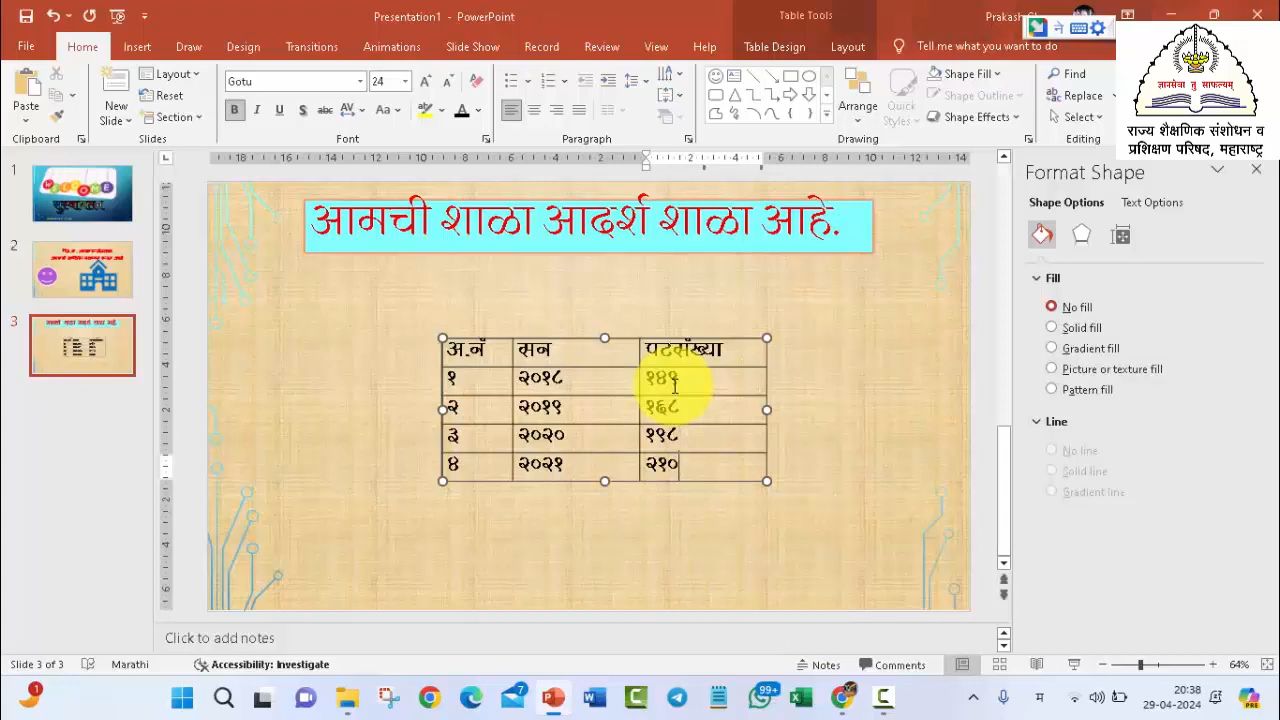 Presentation1 - PowerPoint
Table Tools
File Home Insert Draw Design Transitions Animations Slide Show Record Review View Help Table Design Layout Tell me what you want to do
Paste
Clipboard
New Slide
Layout
Reset
Section
Slides
Gotu 24
Font
Paragraph
Arrange
Quick Styles
Shape Fill
Shape Outline
Shape Effects
Drawing
Find
Replace
Select
Editing
ज्ञानसेवा तु साफल्यम्
राज्य शैक्षणिक संशोधन व
प्रशिक्षण परिषद, महाराष्ट्र
1
2
3
आमची शाळा आदर्श शाळा आहे.
अ.नं सन पटसंख्या
१ २०१८ १४९
२ २०१९ १६८
३ २०२० १९८
४ २०२१ २१०
Format Shape
Shape Options Text Options
Fill
No fill
Solid fill
Gradient fill
Picture or texture fill
Pattern fill
Line
No line
Solid line
Gradient line
Click to add notes
Slide 3 of 3 Marathi Accessibility: Investigate Notes Comments 64%
20:38
29-04-2024